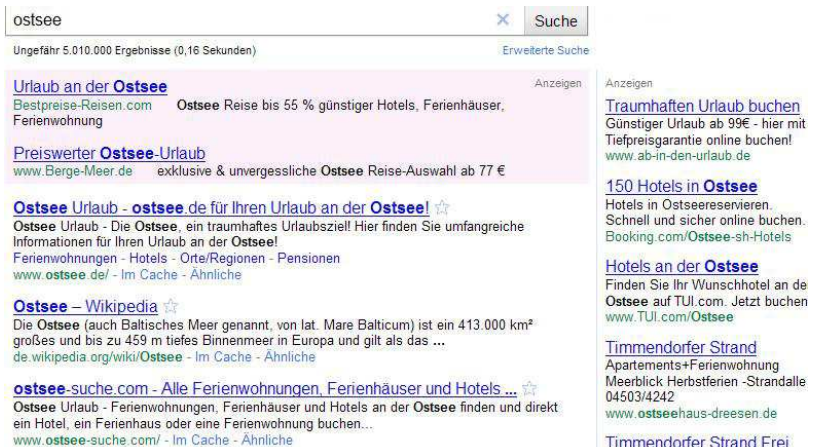 ostsee
Suche
Ungefähr 5.010.000 Ergebnisse (0,16 Sekunden)
Erweiterte Suche
Urlaub an der Ostsee
Anzeigen
Bestpreise-Reisen.com Ostsee Reise bis 55 % günstiger Hotels, Ferienhäuser,
Ferienwohnung
Preiswerter Ostsee-Urlaub
www.Berge-Meer.de exklusive & unvergessliche Ostsee Reise-Auswahl ab 77 €
Ostsee Urlaub - ostsee.de für Ihren Urlaub an der Ostsee!
Ostsee Urlaub - Die Ostsee, ein traumhaftes Urlaubsziel! Hier finden Sie umfangreiche
Informationen für Ihren Urlaub an der Ostsee!
Ferienwohnungen - Hotels - Orte/Regionen - Pensionen
www.ostsee.de/ - Im Cache - Ähnliche
Ostsee – Wikipedia
Die Ostsee (auch Baltisches Meer genannt, von lat. Mare Balticum) ist ein 413.000 km²
großes und bis zu 459 m tiefes Binnenmeer in Europa und gilt als das ...
de.wikipedia.org/wiki/Ostsee - Im Cache - Ähnliche
ostsee-suche.com - Alle Ferienwohnungen, Ferienhäuser und Hotels ...
Ostsee Urlaub - Ferienwohnungen, Ferienhäuser und Hotels an der Ostsee finden und direkt
ein Hotel, ein Ferienhaus oder eine Ferienwohnung buchen...
www.ostsee-suche.com/ - Im Cache - Ähnliche
Anzeigen
Traumhaften Urlaub buchen
Günstiger Urlaub ab 99€ - hier mit
Tiefpreisgarantie online buchen!
www.ab-in-den-urlaub.de
150 Hotels in Ostsee
Hotels in Ostseereservieren.
Schnell und sicher online buchen.
Booking.com/Ostsee-sh-Hotels
Hotels an der Ostsee
Finden Sie Ihr Wunschhotel an de
Ostsee auf TUI.com. Jetzt buchen
www.TUI.com/Ostsee
Timmendorfer Strand
Apartements+Ferienwohnung
Meerblick Herbstferien -Strandalle
04503/4242
www.ostseehaus-dreesen.de
Timmendorfer Strand Frei